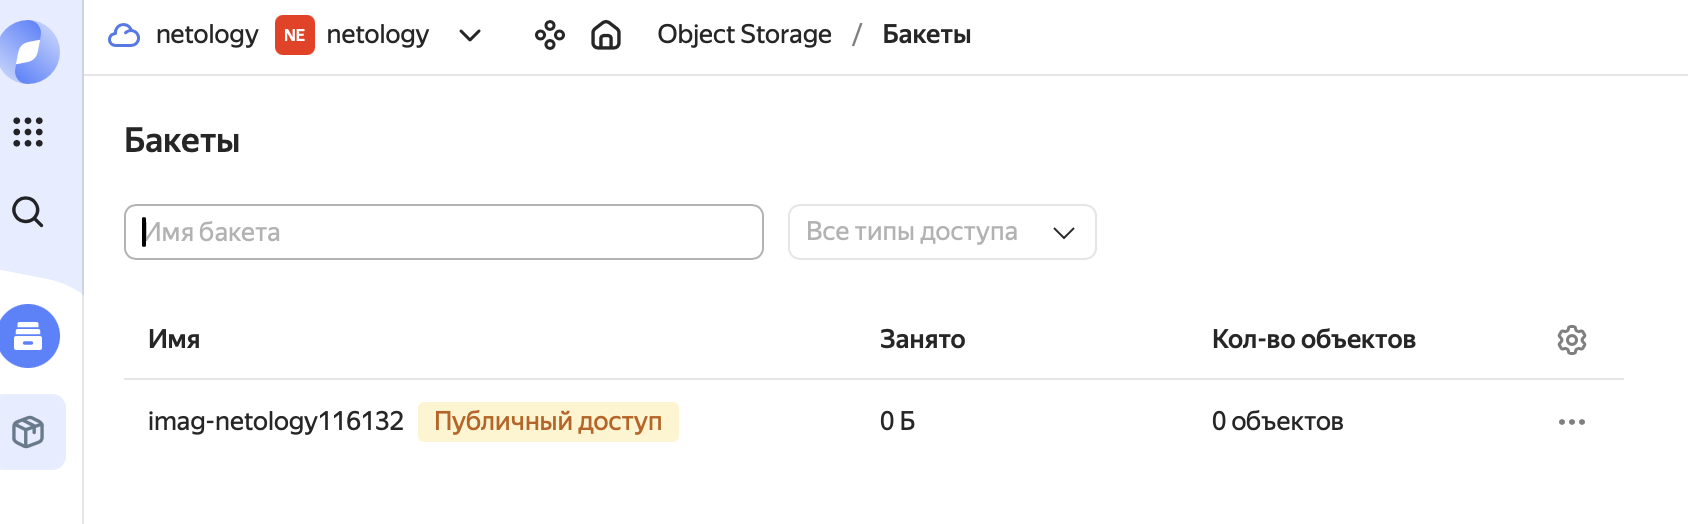 netology NE netology Object Storage / Бакеты
Бакеты
Имя бакета Все типы доступа
Имя Занято Кол-во объектов
imag-netology116132 Публичный доступ 0 Б 0 объектов